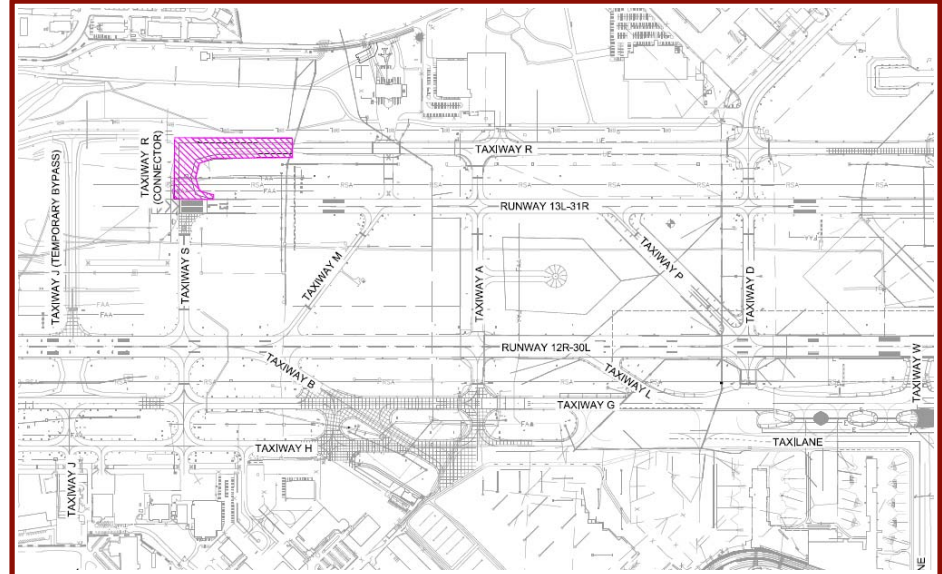 TAXIWAY R
TAXIWAY R
(CONNECTOR)
TAXIWAY J (TEMPORARY BYPASS)
RSA
RSA
RSA
RSA
FAA
RUNWAY 13L-31R
TAXIWAY S
TAXIWAY M
TAXIWAY A
TAXIWAY P
TAXIWAY D
FAA
FAA
RUNWAY 12R-30L
TAXIWAY B
TAXIWAY L
TAXIWAY W
RSA
RSA
TAXIWAY G
TAXIWAY H
TAXILANE
TAXIWAY J
NE